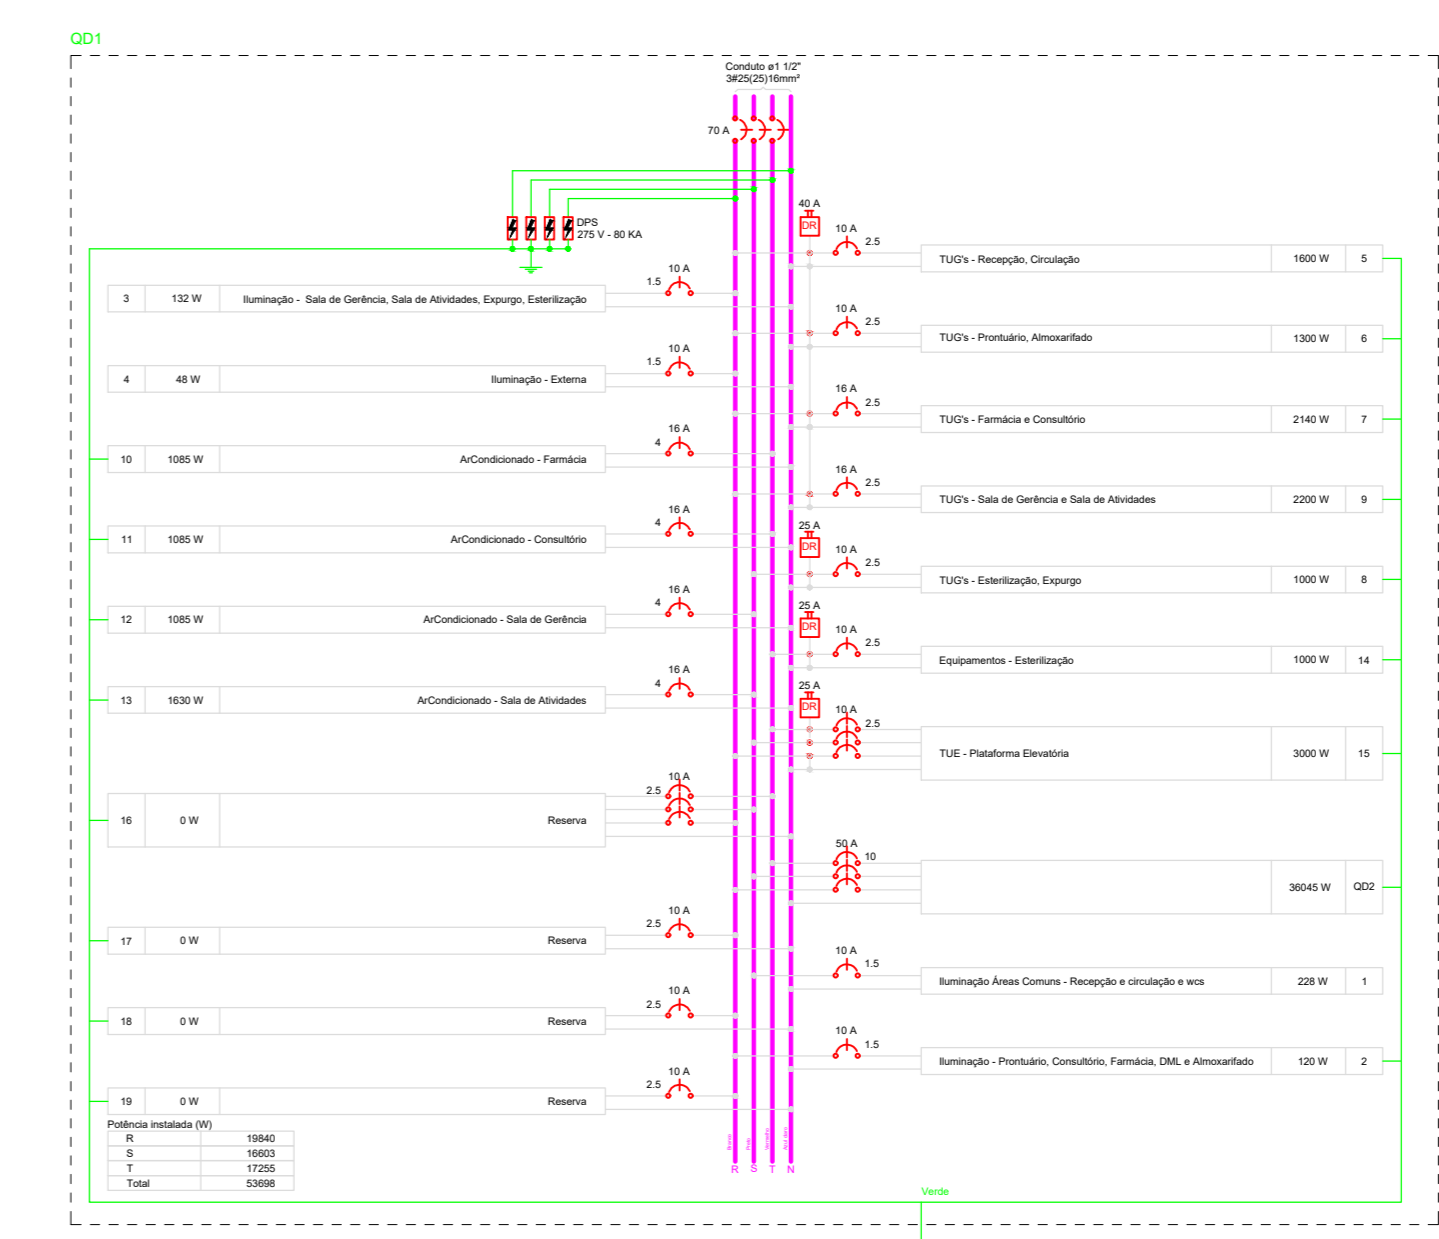 QD1
Conduto ø1 1/2"
3#25(25)16mm²
70 A
DPS
275 V - 80 KA
3 132 W Iluminação - Sala de Gerência, Sala de Atividades, Expurgo, Esterilização 1.5 10 A
4 48 W Iluminação - Externa 1.5 10 A
10 1085 W ArCondicionado - Farmácia 4 16 A
11 1085 W ArCondicionado - Consultório 4 16 A
12 1085 W ArCondicionado - Sala de Gerência 4 16 A
13 1630 W ArCondicionado - Sala de Atividades 4 16 A
16 0 W Reserva 2.5 10 A
17 0 W Reserva 2.5 10 A
18 0 W Reserva 2.5 10 A
19 0 W Reserva 2.5 10 A
40 A
DR
10 A 2.5 TUG's - Recepção, Circulação 1600 W 5
10 A 2.5 TUG's - Prontuário, Almoxarifado 1300 W 6
16 A 2.5 TUG's - Farmácia e Consultório 2140 W 7
16 A 2.5 TUG's - Sala de Gerência e Sala de Atividades 2200 W 9
25 A
DR
10 A 2.5 TUG's - Esterilização, Expurgo 1000 W 8
25 A
DR
10 A 2.5 Equipamentos - Esterilização 1000 W 14
25 A
DR
10 A 2.5 TUE - Plataforma Elevatória 3000 W 15
50 A 10 36045 W QD2
10 A 1.5 Iluminação Áreas Comuns - Recepção e circulação e wcs 228 W 1
10 A 1.5 Iluminação - Prontuário, Consultório, Farmácia, DML e Almoxarifado 120 W 2
Potência instalada (W)
R 19840
S 16603
T 17255
Total 53698
R S T N
Verde